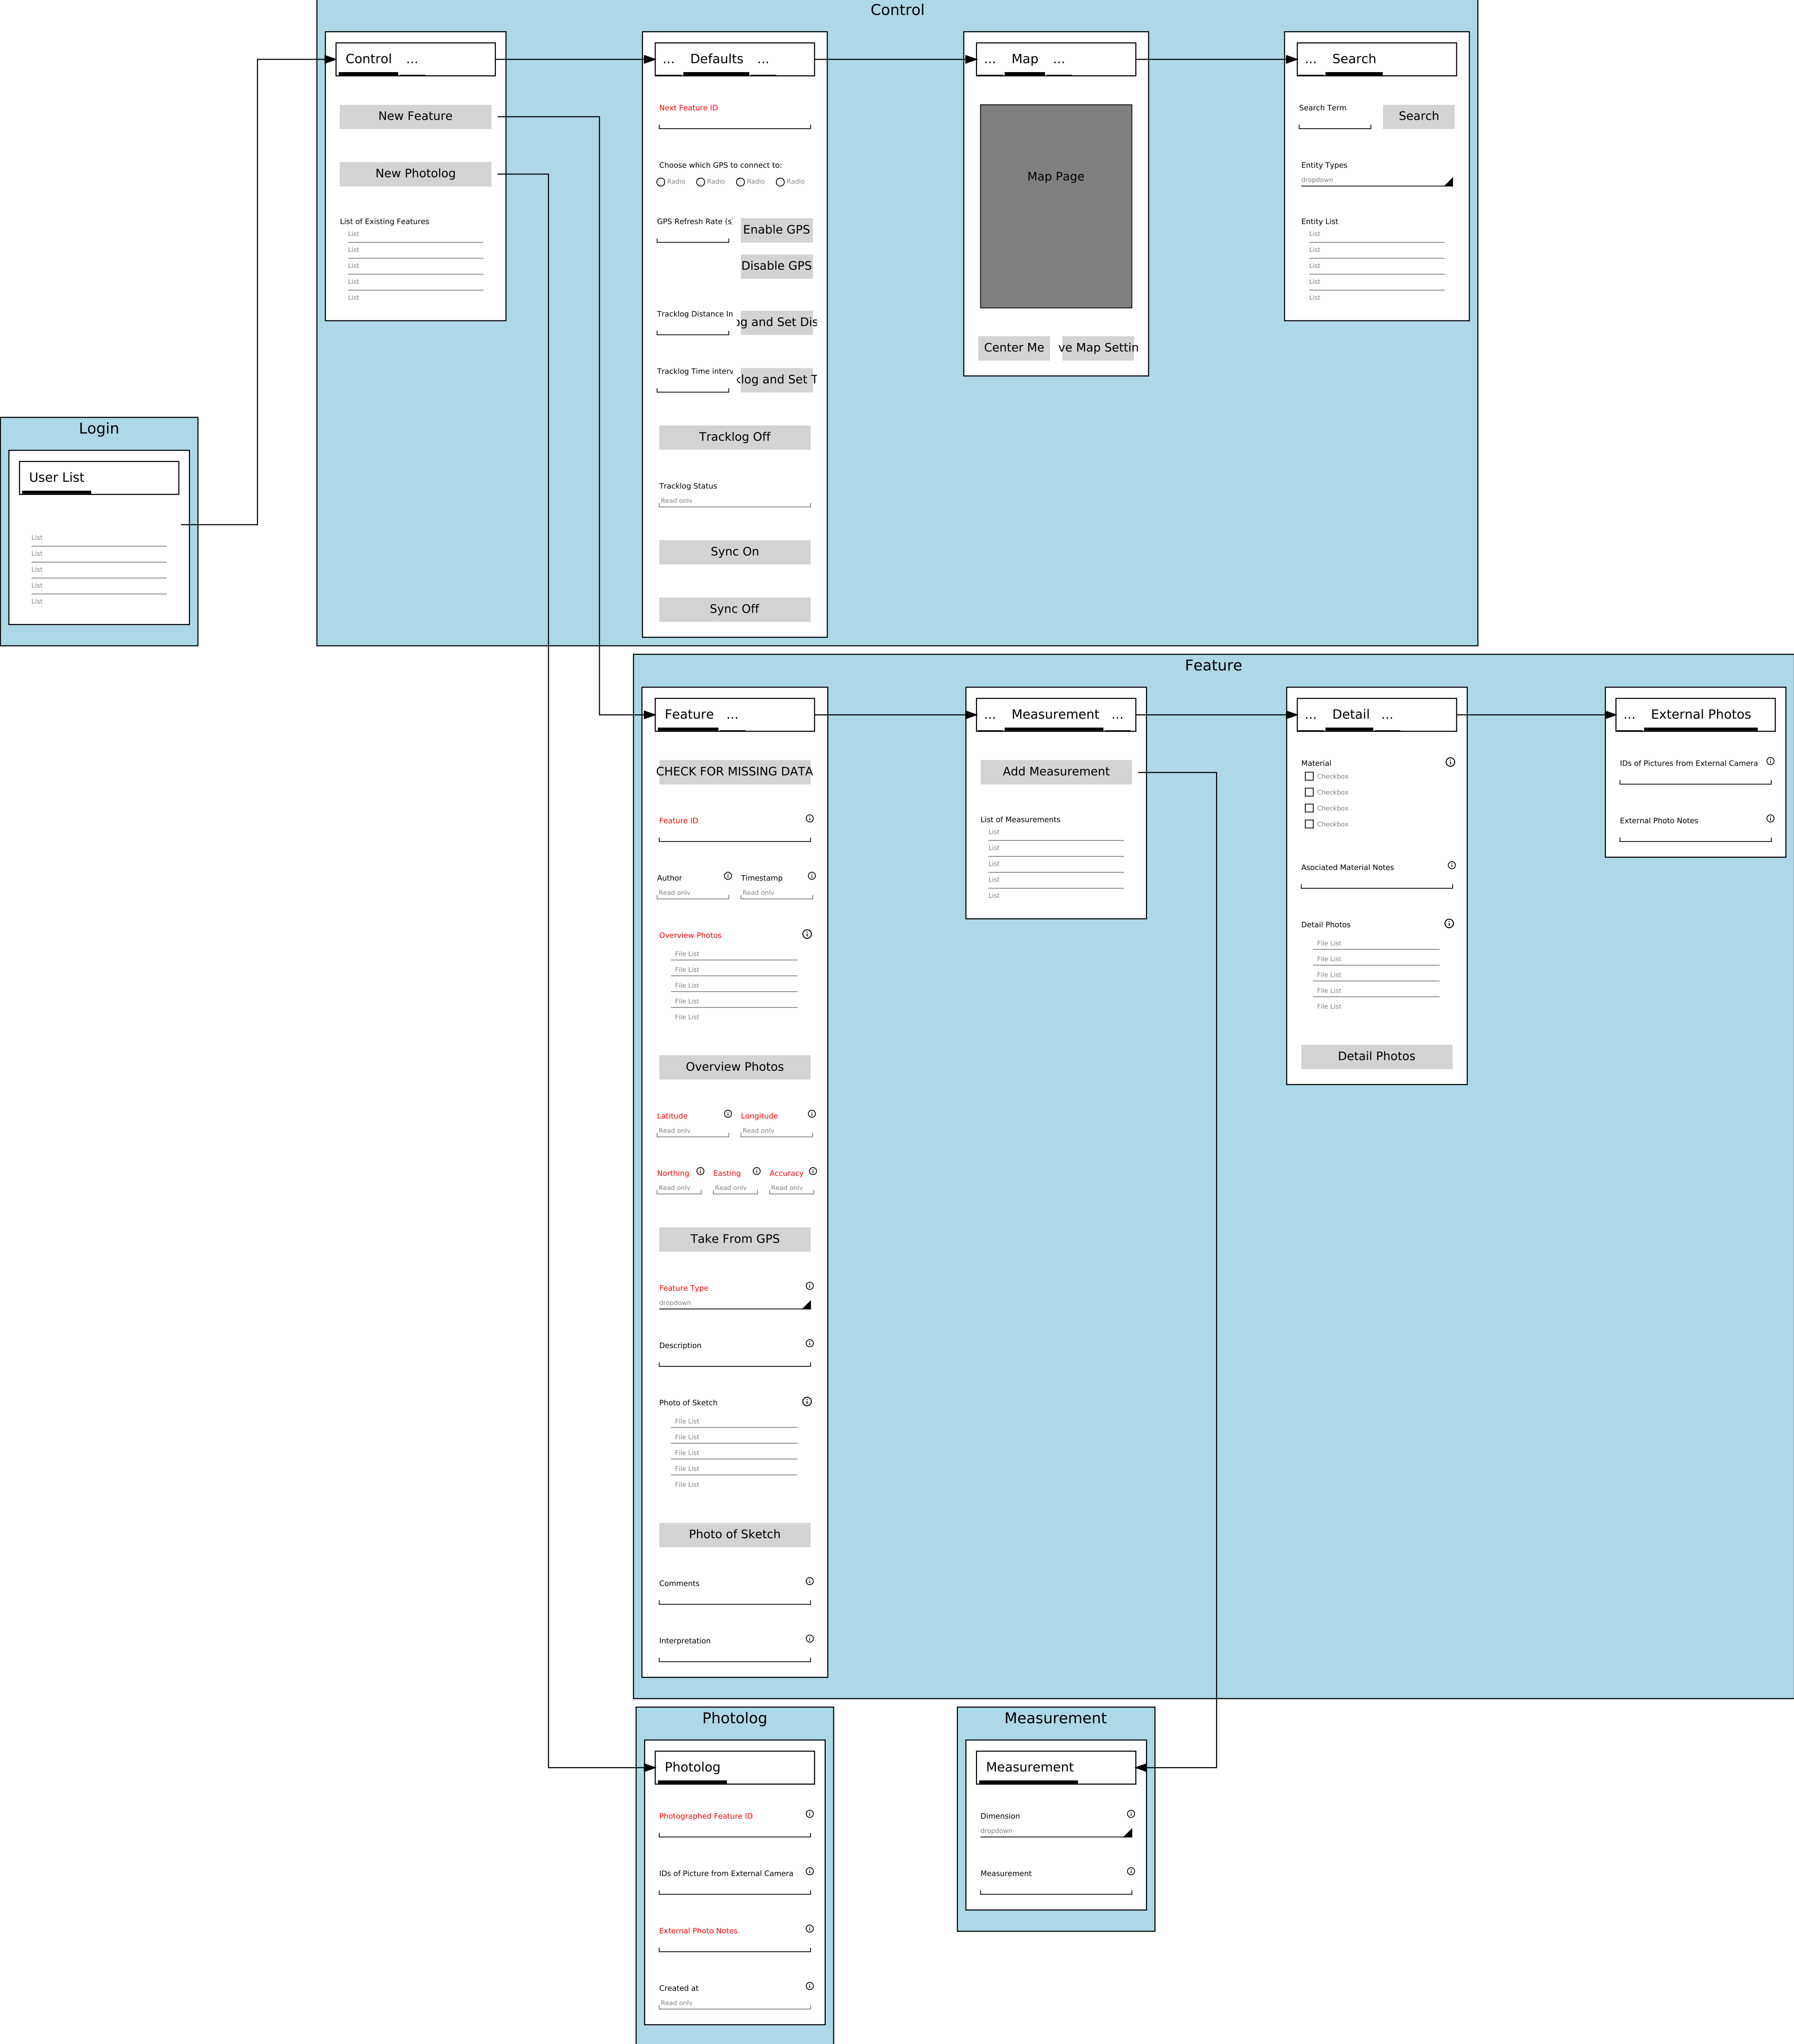 Control
Control ...
New Feature
New Photolog
List of Existing Features
List
List
List
List
List
... Defaults ...
Next Feature ID
Choose which GPS to connect to:
Radio Radio Radio Radio
GPS Refresh Rate (s)
Enable GPS
Disable GPS
Tracklog Distance In
og and Set Dis
Tracklog Time interv
klog and Set T
Tracklog Off
Tracklog Status
Read only
Sync On
Sync Off
... Map ...
Map Page
Center Me
ve Map Settin
... Search
Search Term
Search
Entity Types
dropdown
Entity List
List
List
List
List
List
Login
User List
List
List
List
List
List
Feature
Feature ...
CHECK FOR MISSING DATA
Feature ID
Author Timestamp
Read only Read only
Overview Photos
File List
File List
File List
File List
File List
Overview Photos
Latitude Longitude
Read only Read only
Northing Easting Accuracy
Read only Read only Read only
Take From GPS
Feature Type
dropdown
Description
Photo of Sketch
File List
File List
File List
File List
File List
Photo of Sketch
Comments
Interpretation
... Measurement ...
Add Measurement
List of Measurements
List
List
List
List
List
... Detail ...
Material
Checkbox
Checkbox
Checkbox
Checkbox
Asociated Material Notes
Detail Photos
File List
File List
File List
File List
File List
Detail Photos
... External Photos
IDs of Pictures from External Camera
External Photo Notes
Photolog
Photolog
Photographed Feature ID
IDs of Picture from External Camera
External Photo Notes
Created at
Read only
Measurement
Measurement
Dimension
dropdown
Measurement